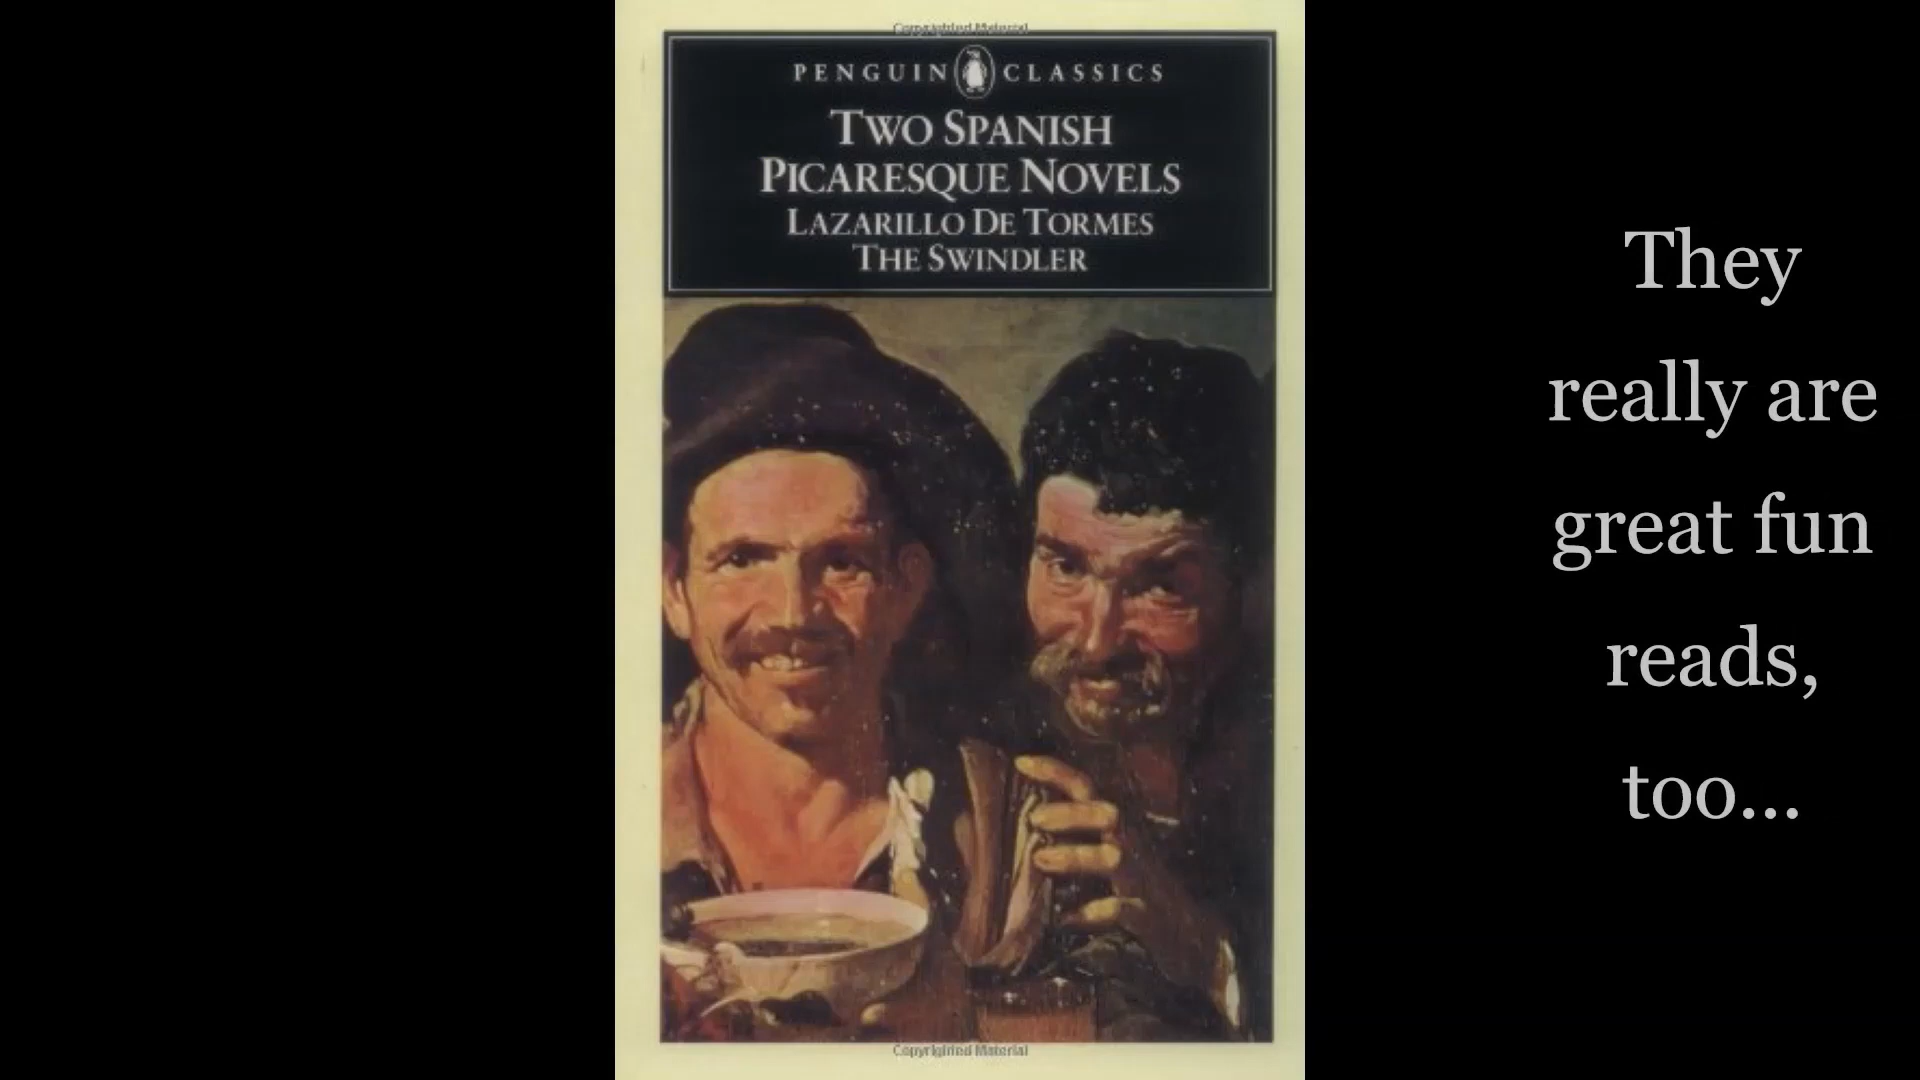 Copyrighted Material
PENGUIN CLASSICS
TWO SPANISH
PICARESQUE NOVELS
LAZARILLO DE TORMES
THE SWINDLER
Copyrighted Material
They
really are
great fun
reads,
too...